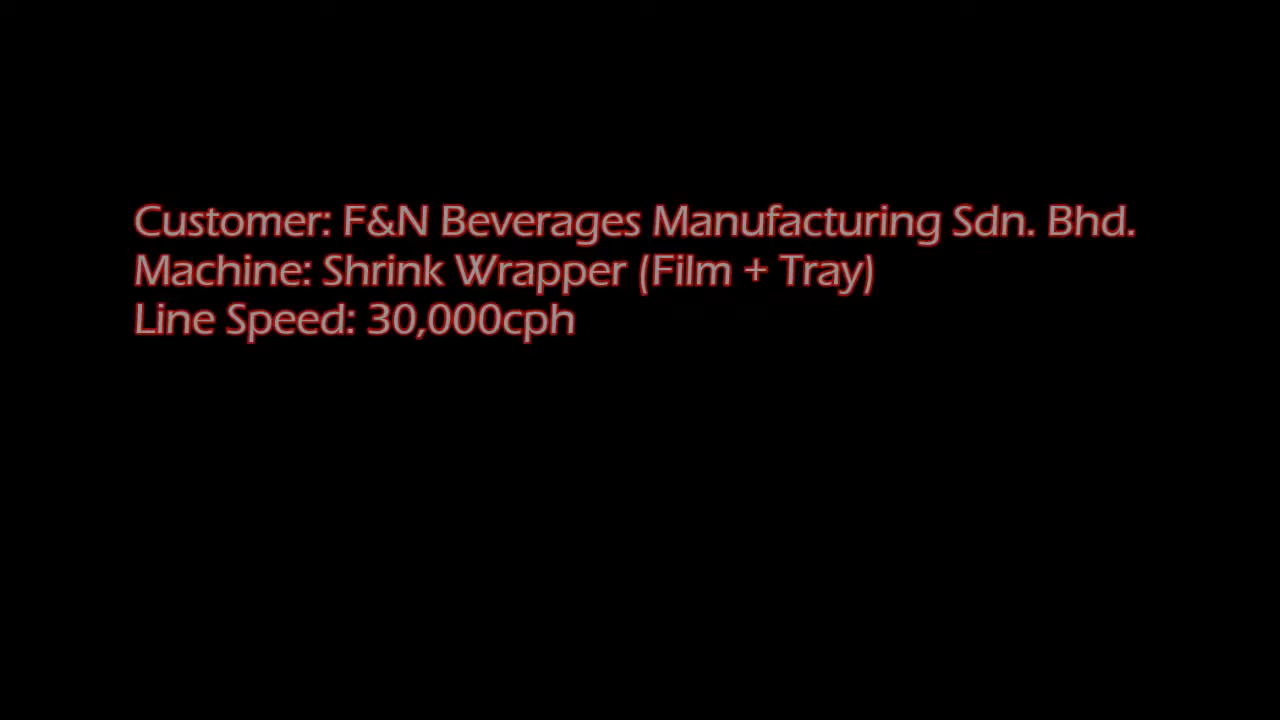 Customer: F&N Beverages Manufacturing Sdn. Bhd.
Machine: Shrink Wrapper (Film + Tray)
Line Speed: 30,000cph